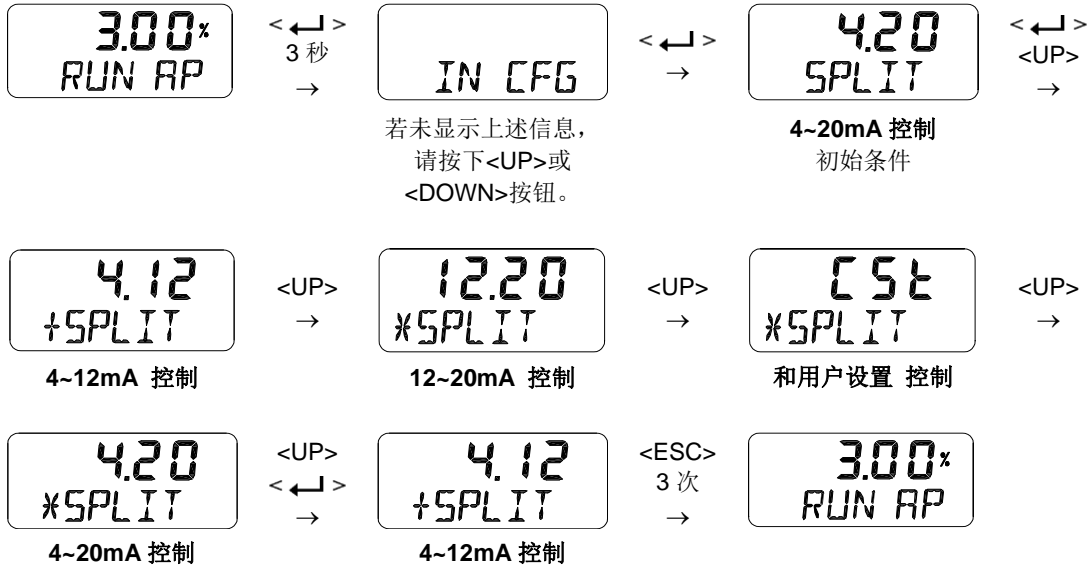 3.00% < ↵ > 4.20 < ↵ >
RUN AP 3 秒 IN CFG < ↵ > SPLIT <UP>
→ → →
若未显示上述信息， 4~20mA 控制
请按下<UP>或 初始条件
<DOWN>按钮。
4.12 <UP> 12.20 <UP> CSt <UP>
+SPLIT → *SPLIT → *SPLIT →
4~12mA 控制 12~20mA 控制 和用户设置 控制
4.20 <UP> 4.12 <ESC> 3.00%
*SPLIT < ↵ > +SPLIT 3 次 RUN AP
→ →
4~20mA 控制 4~12mA 控制